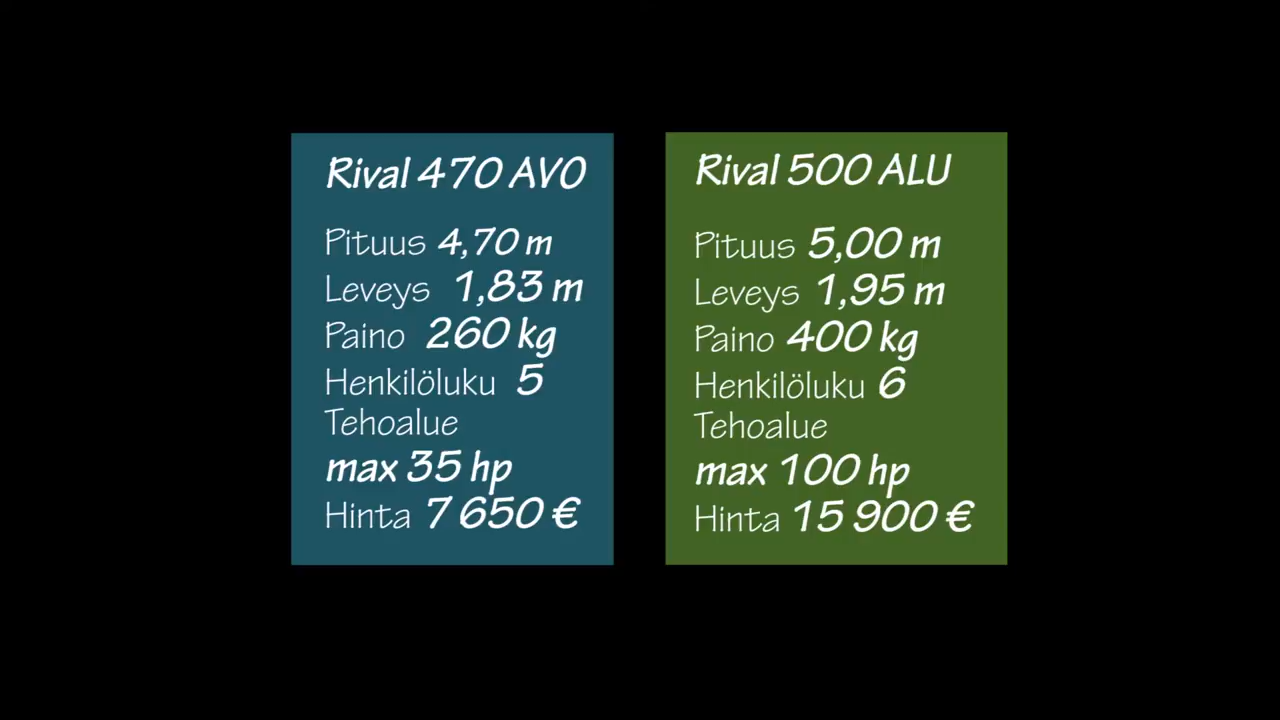 Rival 470 AVO
Pituus 4,70 m
Leveys 1,83 m
Paino 260 kg
Henkilöluku 5
Tehoalue
max 35 hp
Hinta 7 650 €
Rival 500 ALU
Pituus 5,00 m
Leveys 1,95 m
Paino 400 kg
Henkilöluku 6
Tehoalue
max 100 hp
Hinta 15 900 €